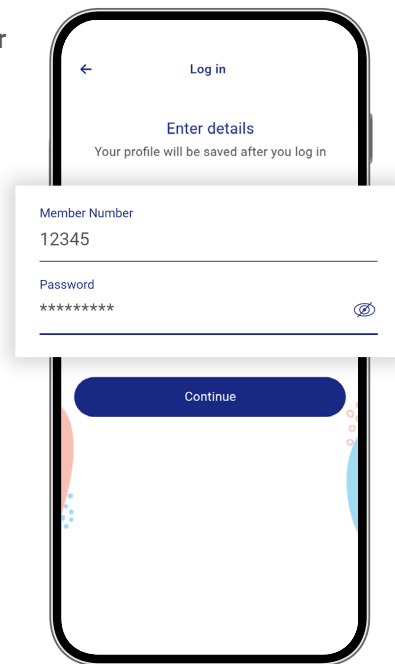 r
Log in
Enter details
Your profile will be saved after you log in
Member Number
12345
Password
*********
Continue